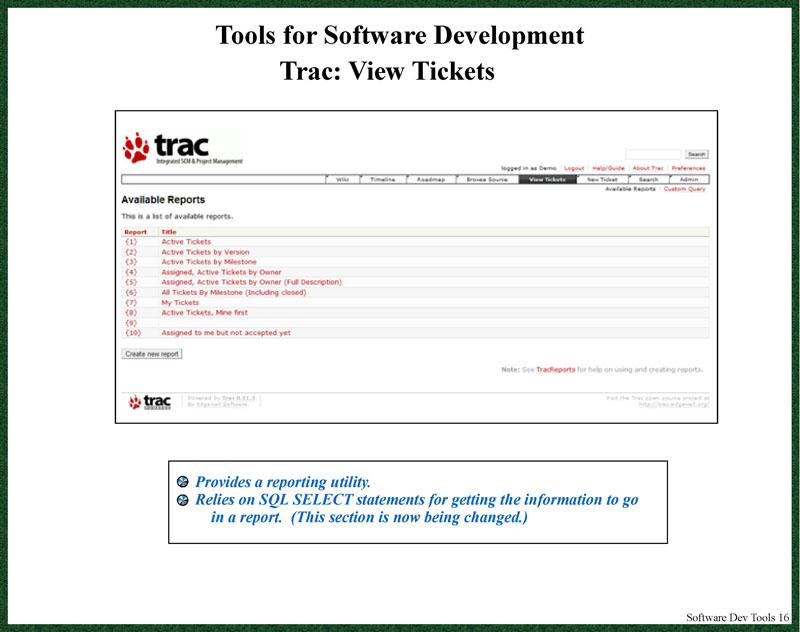 Tools for Software Development
Trac: View Tickets
trac
Integrated SCM & Project Management
Search
logged in as Demo Logout Help/Guide About Trac Preferences
Wiki Timeline Roadmap Browse Source View Tickets New Ticket Search Admin
Available Reports Custom Query
Available Reports
This is a list of available reports.
Report Title
{1} Active Tickets
{2} Active Tickets by Version
{3} Active Tickets by Milestone
{4} Assigned, Active Tickets by Owner
{5} Assigned, Active Tickets by Owner (Full Description)
{6} All Tickets By Milestone (Including closed)
{7} My Tickets
{8} Active Tickets, Mine first
{9}
{10} Assigned to me but not accepted yet
Create new report
Note: See TracReports for help on using and creating reports.
trac
POWERED
Powered by Trac 0.11.3
By Edgewall Software.
Visit the Trac open source project at
http://trac.edgewall.org/
Provides a reporting utility.
Relies on SQL SELECT statements for getting the information to go
in a report. (This section is now being changed.)
Software Dev Tools 16